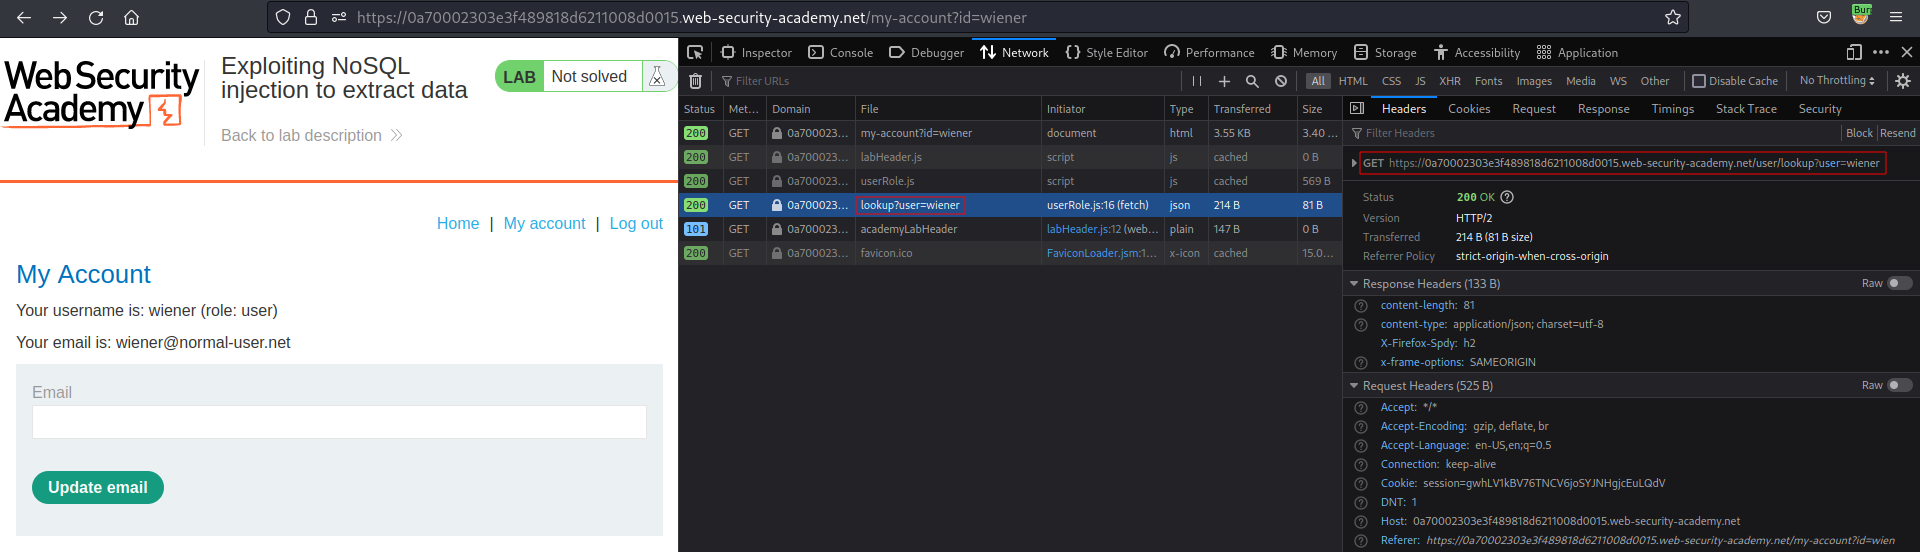 https://0a70002303e3f489818d6211008d0015.web-security-academy.net/my-account?id=wiener
Burp
WebSecurity
Academy
Exploiting NoSQL
injection to extract data
LAB Not solved
Back to lab description
Home | My account | Log out
My Account
Your username is: wiener (role: user)
Your email is: wiener@normal-user.net
Email
Update email
Inspector Console Debugger Network Style Editor Performance Memory Storage Accessibility Application
Filter URLs
All HTML CSS JS XHR Fonts Images Media WS Other Disable Cache No Throttling
Status Met... Domain File Initiator Type Transferred Size
200 GET 0a700023... my-account?id=wiener document html 3.55 KB 3.40 ...
200 GET 0a700023... labHeader.js script js cached 0 B
200 GET 0a700023... userRole.js script js cached 569 B
200 GET 0a700023... lookup?user=wiener userRole.js:16 (fetch) json 214 B 81 B
101 GET 0a700023... academyLabHeader labHeader.js:12 (web... plain 147 B 0 B
200 GET 0a700023... favicon.ico FaviconLoader.jsm:1... x-icon cached 15.0...
Headers Cookies Request Response Timings Stack Trace Security
Filter Headers Block Resend
GET https://0a70002303e3f489818d6211008d0015.web-security-academy.net/user/lookup?user=wiener
Status 200 OK
Version HTTP/2
Transferred 214 B (81 B size)
Referrer Policy strict-origin-when-cross-origin
Response Headers (133 B) Raw
content-length: 81
content-type: application/json; charset=utf-8
X-Firefox-Spdy: h2
x-frame-options: SAMEORIGIN
Request Headers (525 B) Raw
Accept: */*
Accept-Encoding: gzip, deflate, br
Accept-Language: en-US,en;q=0.5
Connection: keep-alive
Cookie: session=gwhLV1kBV76TNCV6joSYJNHgjcEuLQdV
DNT: 1
Host: 0a70002303e3f489818d6211008d0015.web-security-academy.net
Referer: https://0a70002303e3f489818d6211008d0015.web-security-academy.net/my-account?id=wien